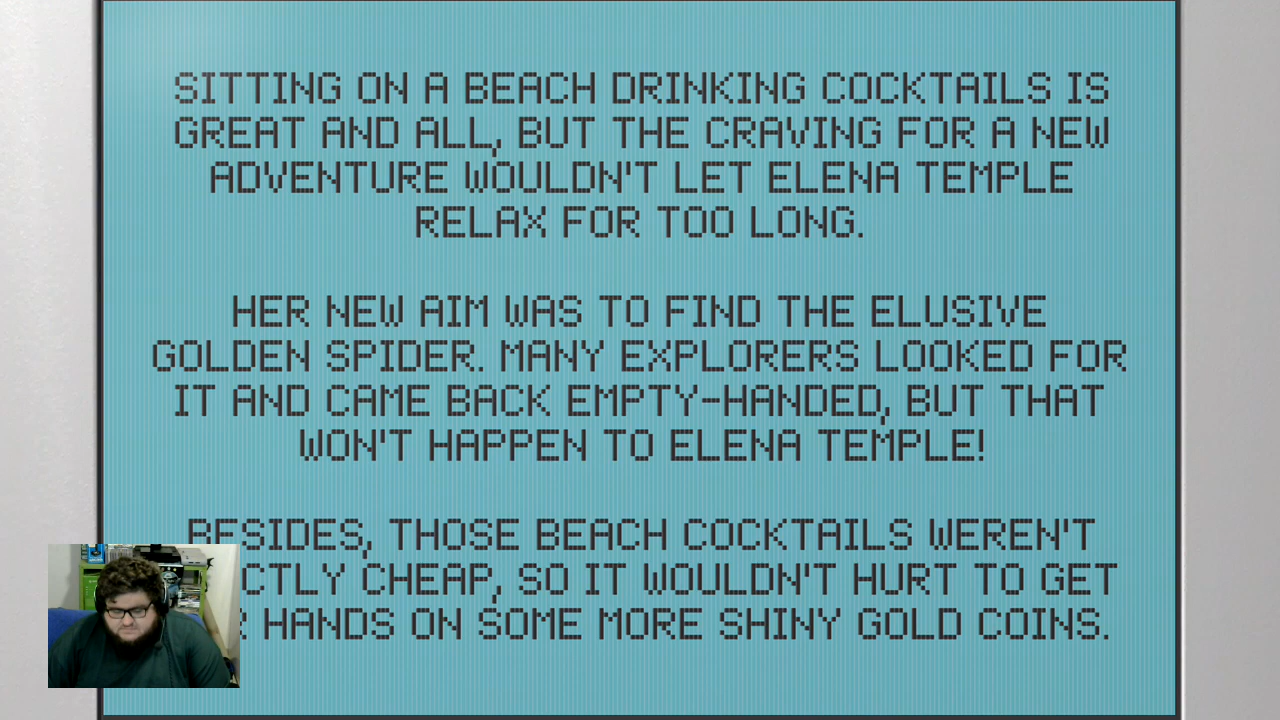 SITTING ON A BEACH DRINKING COCKTAILS IS
GREAT AND ALL, BUT THE CRAVING FOR A NEW
ADVENTURE WOULDN'T LET ELENA TEMPLE
RELAX FOR TOO LONG.
HER NEW AIM WAS TO FIND THE ELUSIVE
GOLDEN SPIDER. MANY EXPLORERS LOOKED FOR
IT AND CAME BACK EMPTY-HANDED, BUT THAT
WON'T HAPPEN TO ELENA TEMPLE!
BESIDES, THOSE BEACH COCKTAILS WEREN'T
CHEAP, SO IT WOULDN'T HURT TO GET
HANDS ON SOME MORE SHINY GOLD COINS.